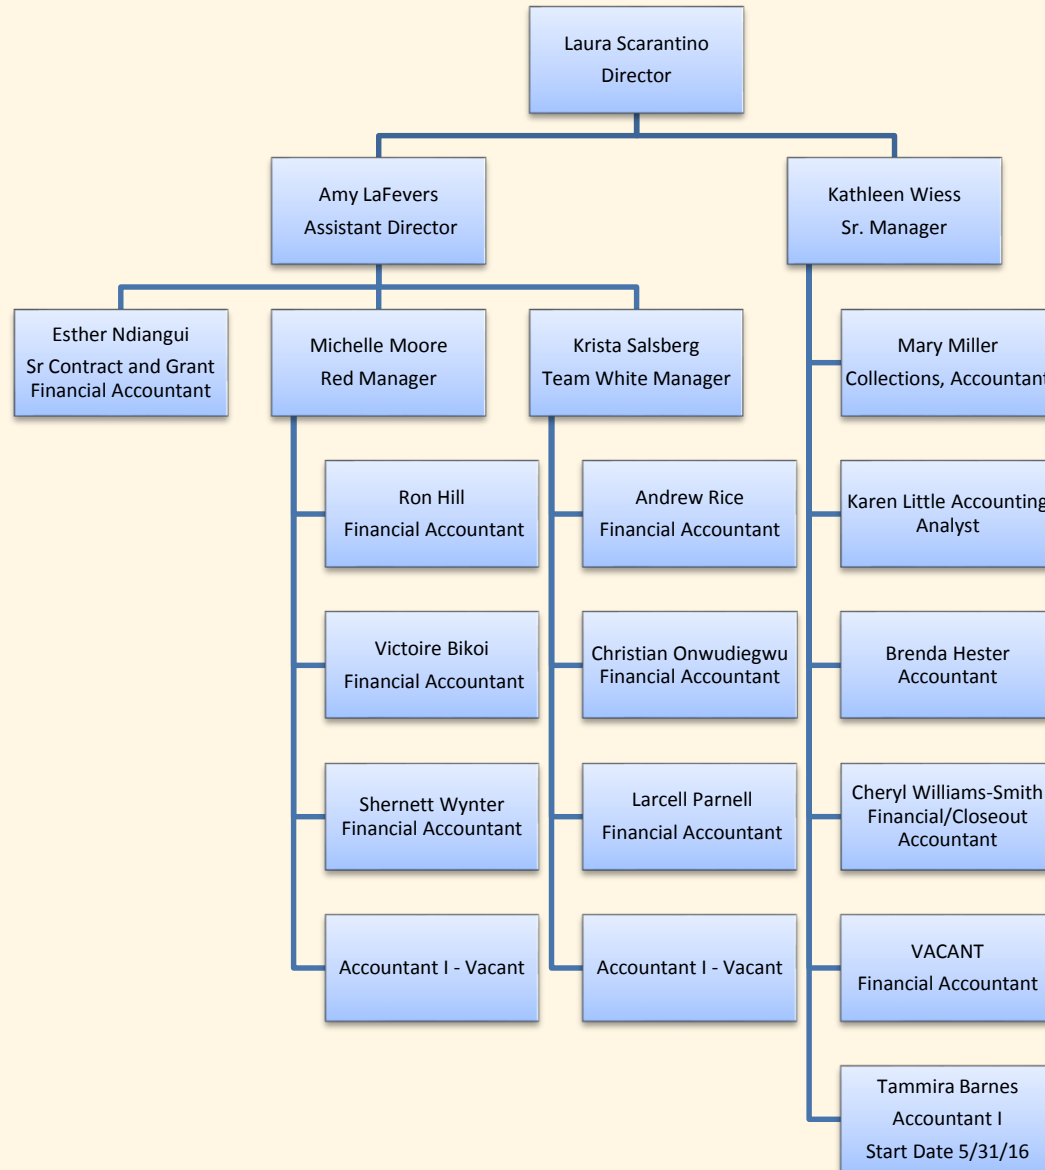 Laura Scarantino
Director
Amy LaFevers
Assistant Director
Kathleen Wiess
Sr. Manager
Esther Ndiangui
Sr Contract and Grant
Financial Accountant
Michelle Moore
Red Manager
Krista Salsberg
Team White Manager
Mary Miller
Collections, Accountant
Ron Hill
Financial Accountant
Andrew Rice
Financial Accountant
Karen Little Accounting
Analyst
Victoire Bikoi
Financial Accountant
Christian Onwudiegwu
Financial Accountant
Brenda Hester
Accountant
Shernett Wynter
Financial Accountant
Larcell Parnell
Financial Accountant
Cheryl Williams-Smith
Financial/Closeout
Accountant
Accountant I - Vacant
Accountant I - Vacant
VACANT
Financial Accountant
Tammira Barnes
Accountant I
Start Date 5/31/16